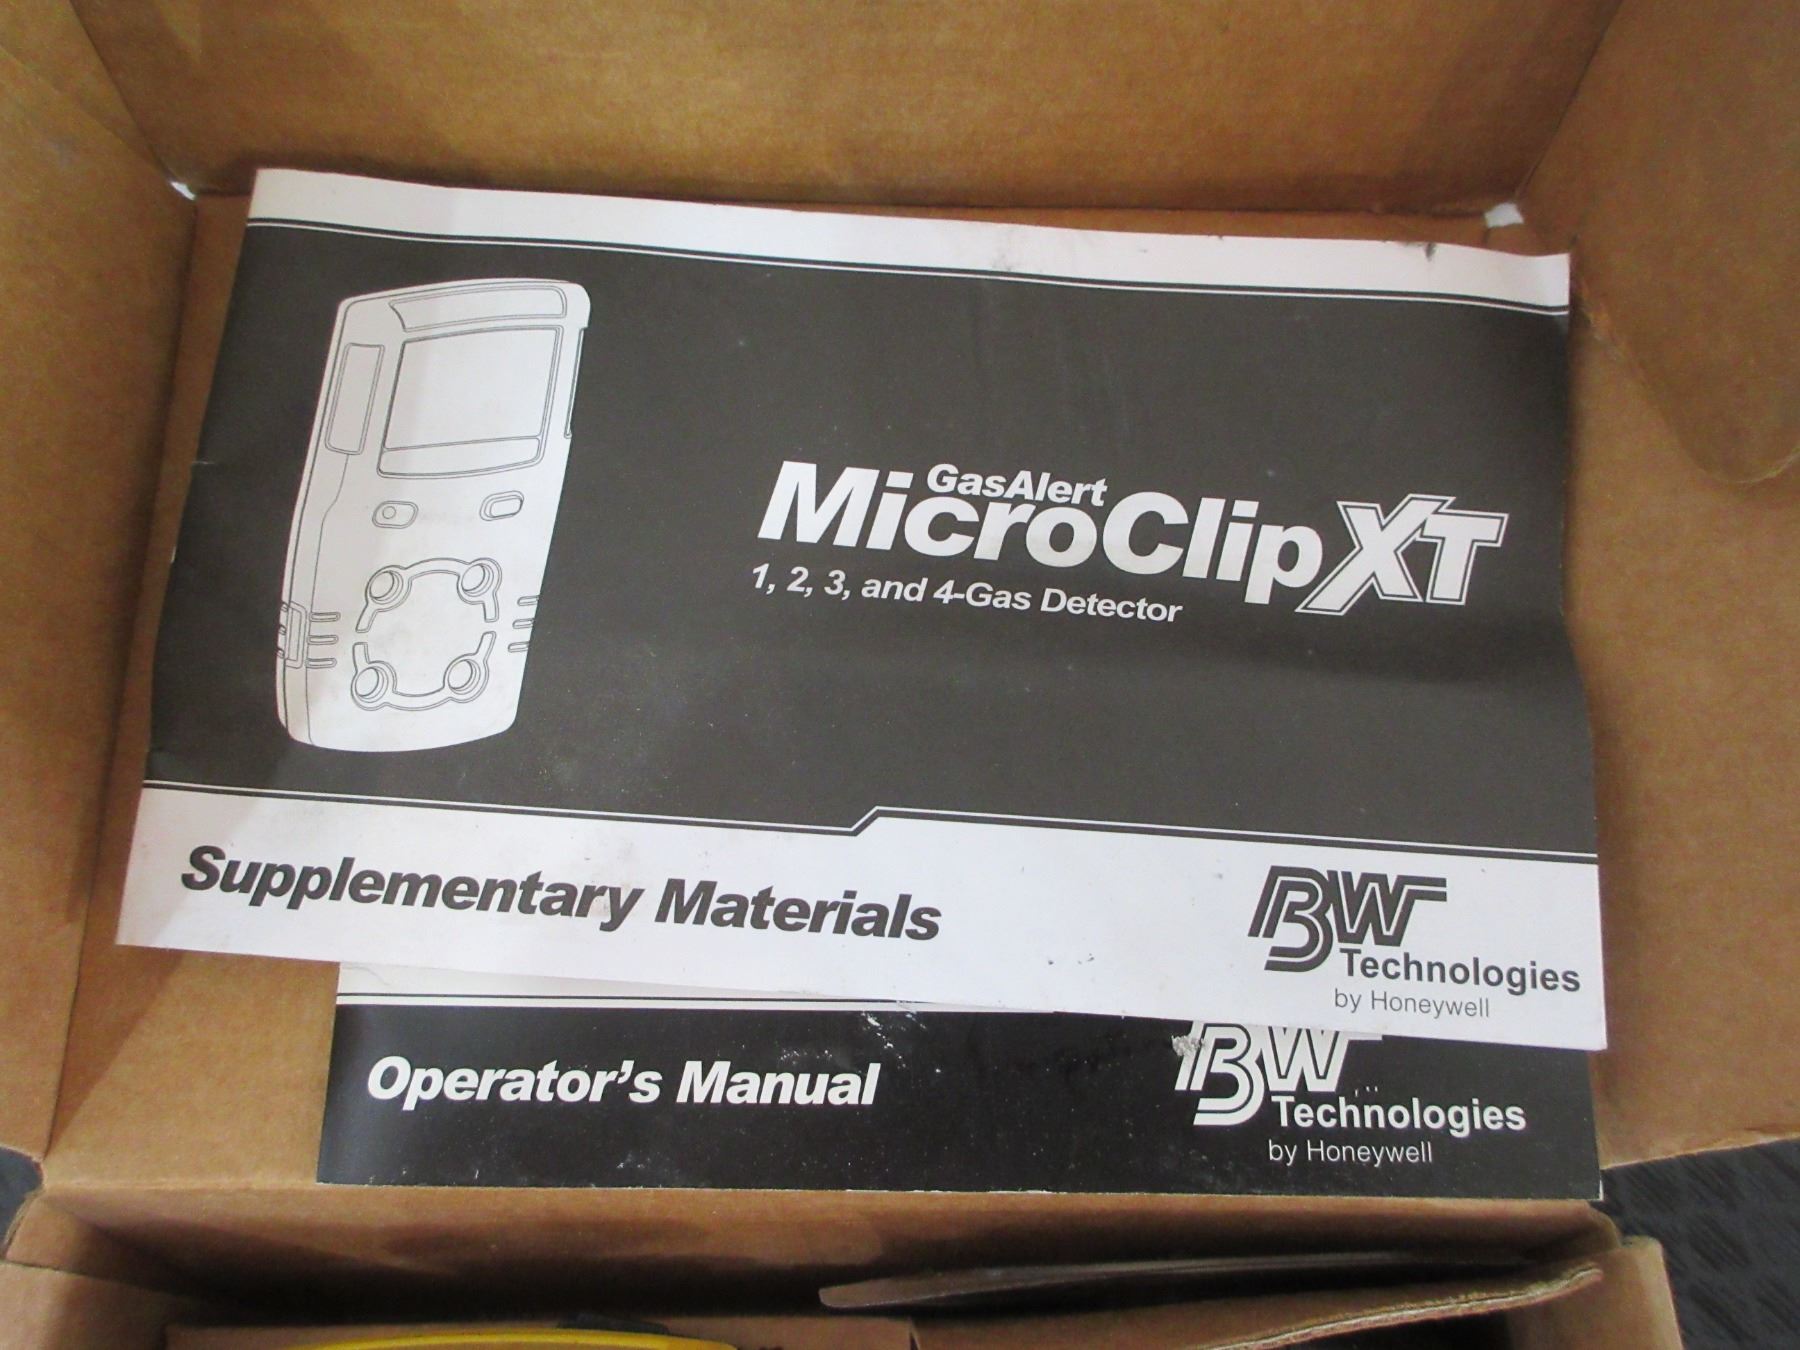 GasAlert
MicroClipXT
1, 2, 3, and 4-Gas Detector
Supplementary Materials
BW
Technologies
by Honeywell
Operator's Manual
BW
Technologies
by Honeywell